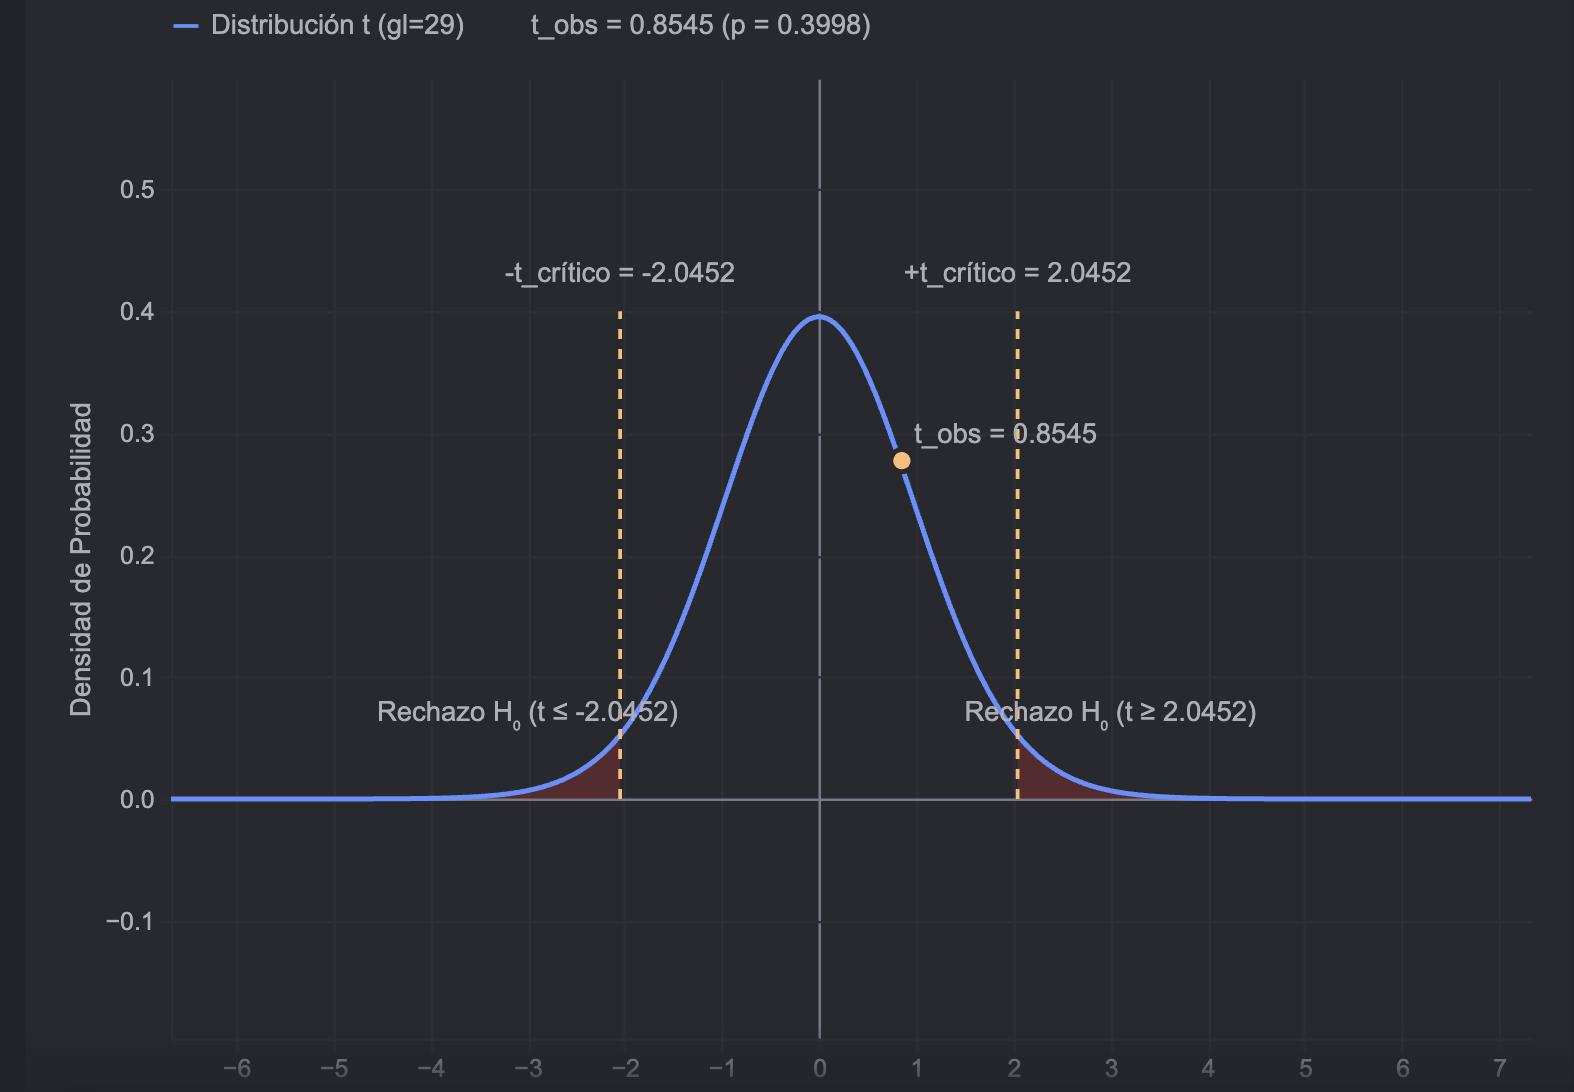 Distribución t (gl=29) t_obs = 0.8545 (p = 0.3998)
0.5
-t_crítico = -2.0452 +t_crítico = 2.0452
0.4
0.3
t_obs = 0.8545
Densidad de Probabilidad
0.2
0.1
Rechazo H₀ (t ≤ -2.0452) Rechazo H₀ (t ≥ 2.0452)
0.0
−0.1
−6 −5 −4 −3 −2 −1 0 1 2 3 4 5 6 7